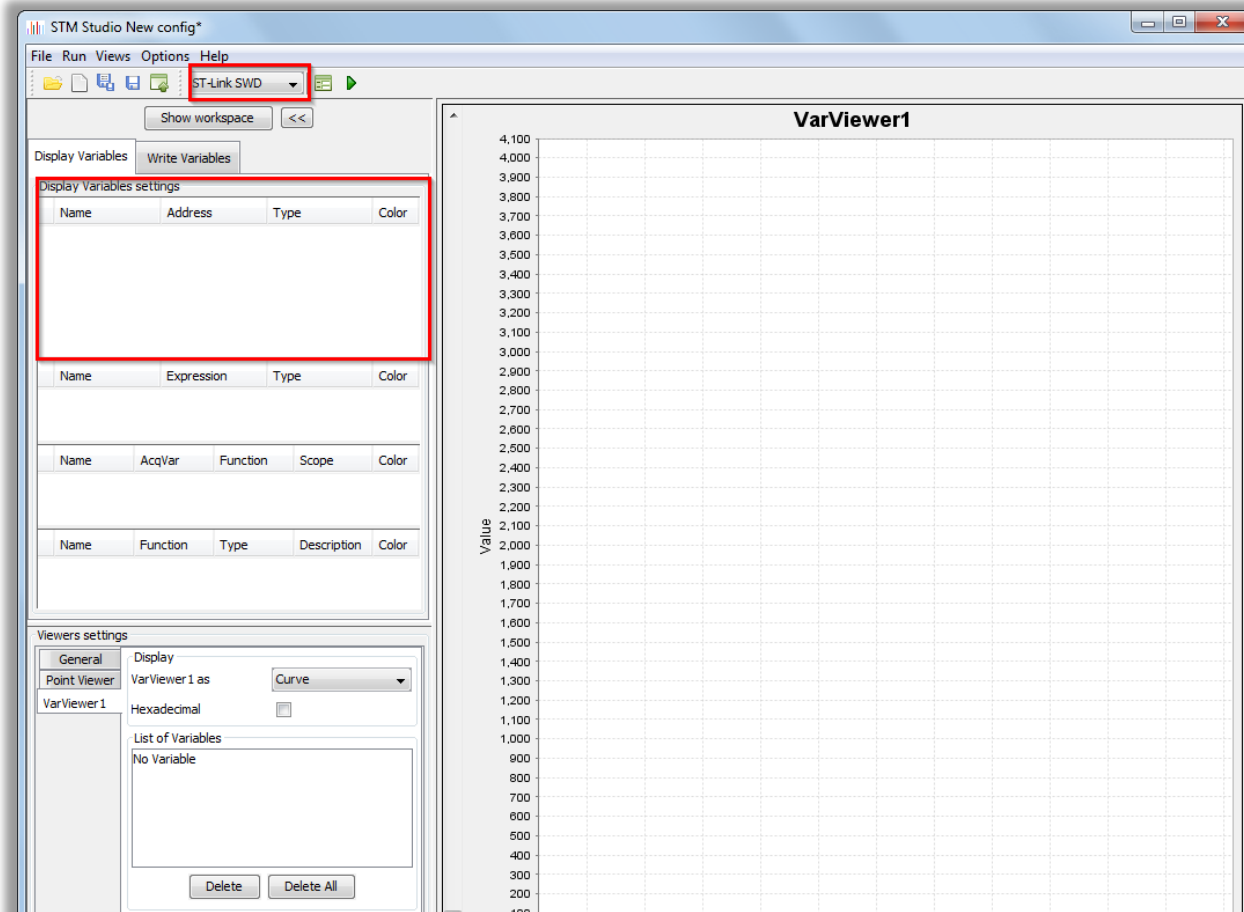 STM Studio New config*
File Run Views Options Help
ST-Link SWD
Show workspace <<
Display Variables Write Variables
Display Variables settings
Name Address Type Color
Name Expression Type Color
Name AcqVar Function Scope Color
Name Function Type Description Color
Viewers settings
General
Point Viewer
VarViewer1
Display
VarViewer1 as Curve
Hexadecimal
List of Variables
No Variable
Delete Delete All
VarViewer1
Value
4,100
4,000
3,900
3,800
3,700
3,600
3,500
3,400
3,300
3,200
3,100
3,000
2,900
2,800
2,700
2,600
2,500
2,400
2,300
2,200
2,100
2,000
1,900
1,800
1,700
1,600
1,500
1,400
1,300
1,200
1,100
1,000
900
800
700
600
500
400
300
200